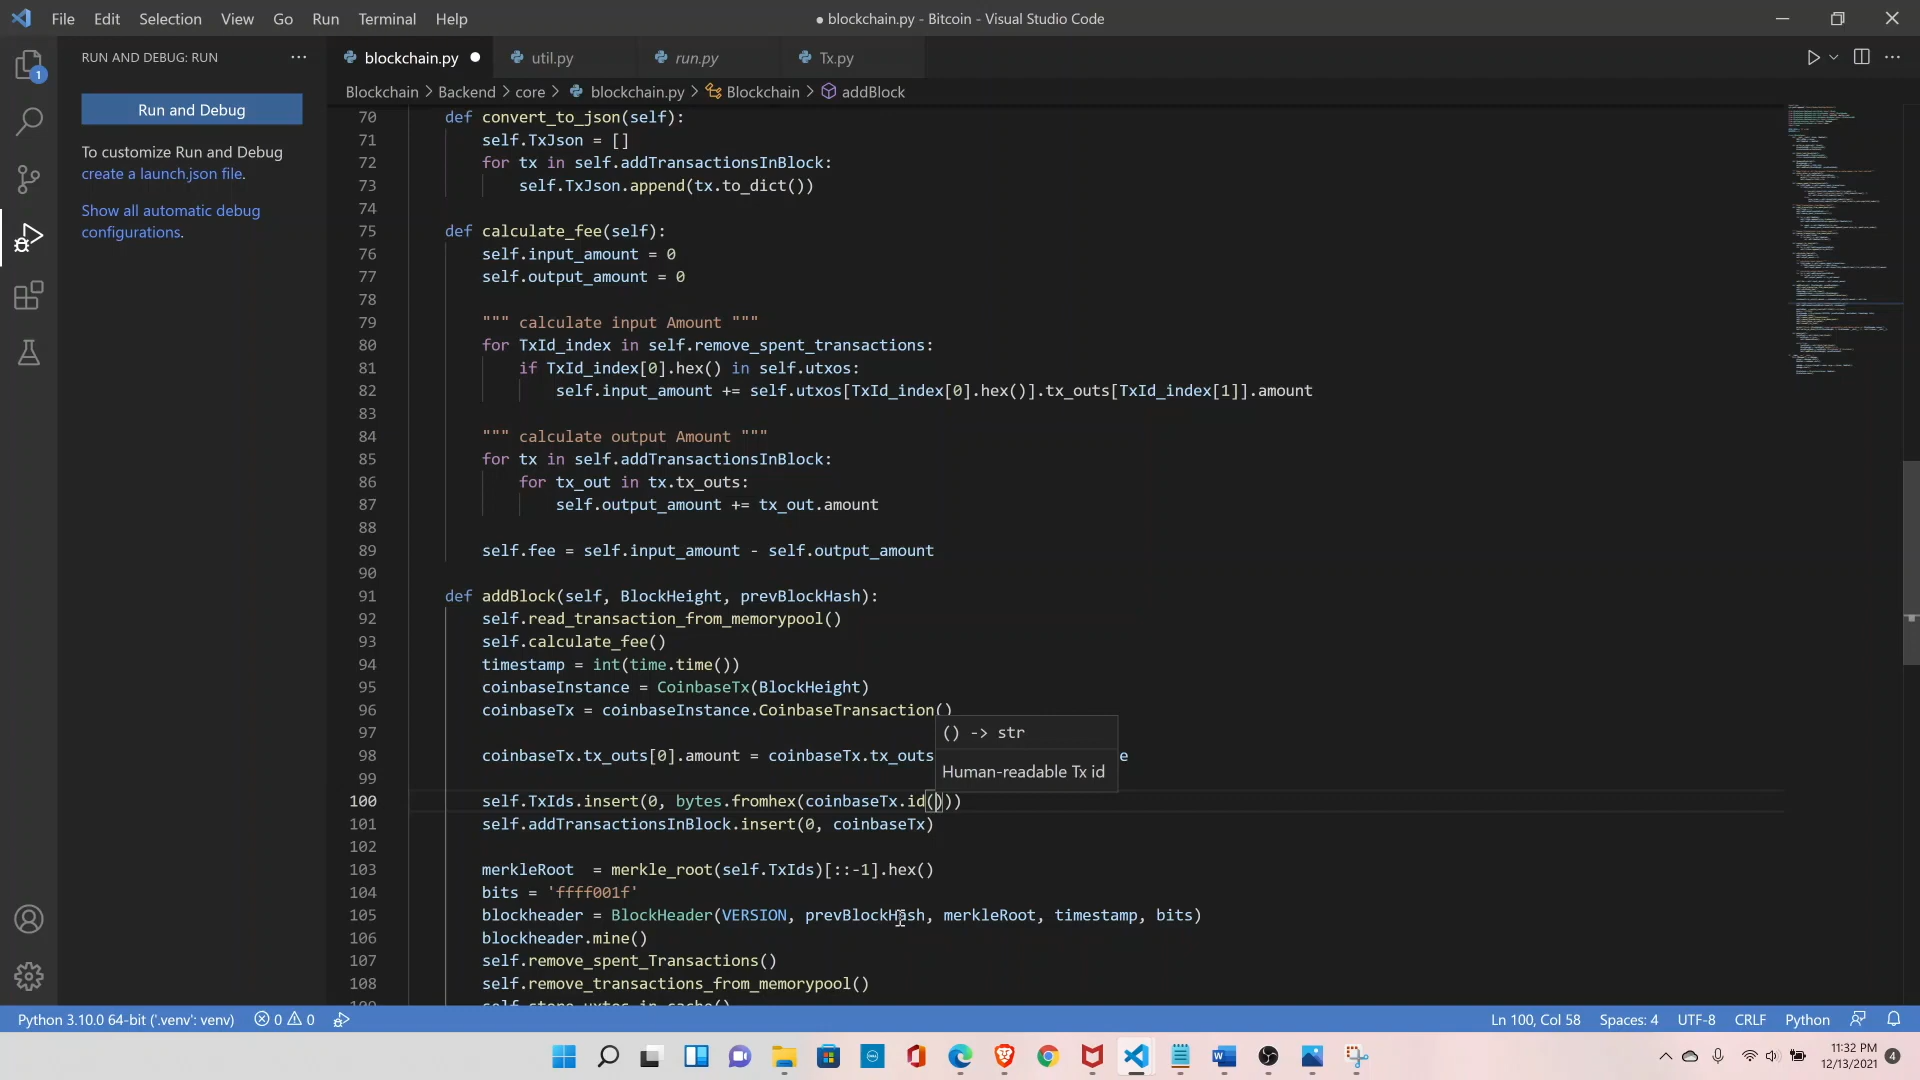 File Edit Selection View Go Run Terminal Help
● blockchain.py - Bitcoin - Visual Studio Code
RUN AND DEBUG: RUN ···
blockchain.py ● util.py run.py Tx.py
1
Blockchain > Backend > core > blockchain.py > Blockchain > addBlock
Run and Debug
To customize Run and Debug
create a launch.json file.
Show all automatic debug
configurations.
70 def convert_to_json(self):
71 self.TxJson = []
72 for tx in self.addTransactionsInBlock:
73 self.TxJson.append(tx.to_dict())
74
75 def calculate_fee(self):
76 self.input_amount = 0
77 self.output_amount = 0
78
79 """ calculate input Amount """
80 for TxId_index in self.remove_spent_transactions:
81 if TxId_index[0].hex() in self.utxos:
82 self.input_amount += self.utxos[TxId_index[0].hex()].tx_outs[TxId_index[1]].amount
83
84 """ calculate output Amount """
85 for tx in self.addTransactionsInBlock:
86 for tx_out in tx.tx_outs:
87 self.output_amount += tx_out.amount
88
89 self.fee = self.input_amount - self.output_amount
90
91 def addBlock(self, BlockHeight, prevBlockHash):
92 self.read_transaction_from_memorypool()
93 self.calculate_fee()
94 timestamp = int(time.time())
95 coinbaseInstance = CoinbaseTx(BlockHeight)
96 coinbaseTx = coinbaseInstance.CoinbaseTransaction()
97 () -> str
98 coinbaseTx.tx_outs[0].amount = coinbaseTx.tx_outs e
Human-readable Tx id
99
100 self.TxIds.insert(0, bytes.fromhex(coinbaseTx.id()))
101 self.addTransactionsInBlock.insert(0, coinbaseTx)
102
103 merkleRoot = merkle_root(self.TxIds)[::-1].hex()
104 bits = 'ffff001f'
105 blockheader = BlockHeader(VERSION, prevBlockHash, merkleRoot, timestamp, bits)
106 blockheader.mine()
107 self.remove_spent_Transactions()
108 self.remove_transactions_from_memorypool()
Python 3.10.0 64-bit ('.venv': venv) 0 0 Ln 100, Col 58 Spaces: 4 UTF-8 CRLF Python
11:32 PM
12/13/2021
4